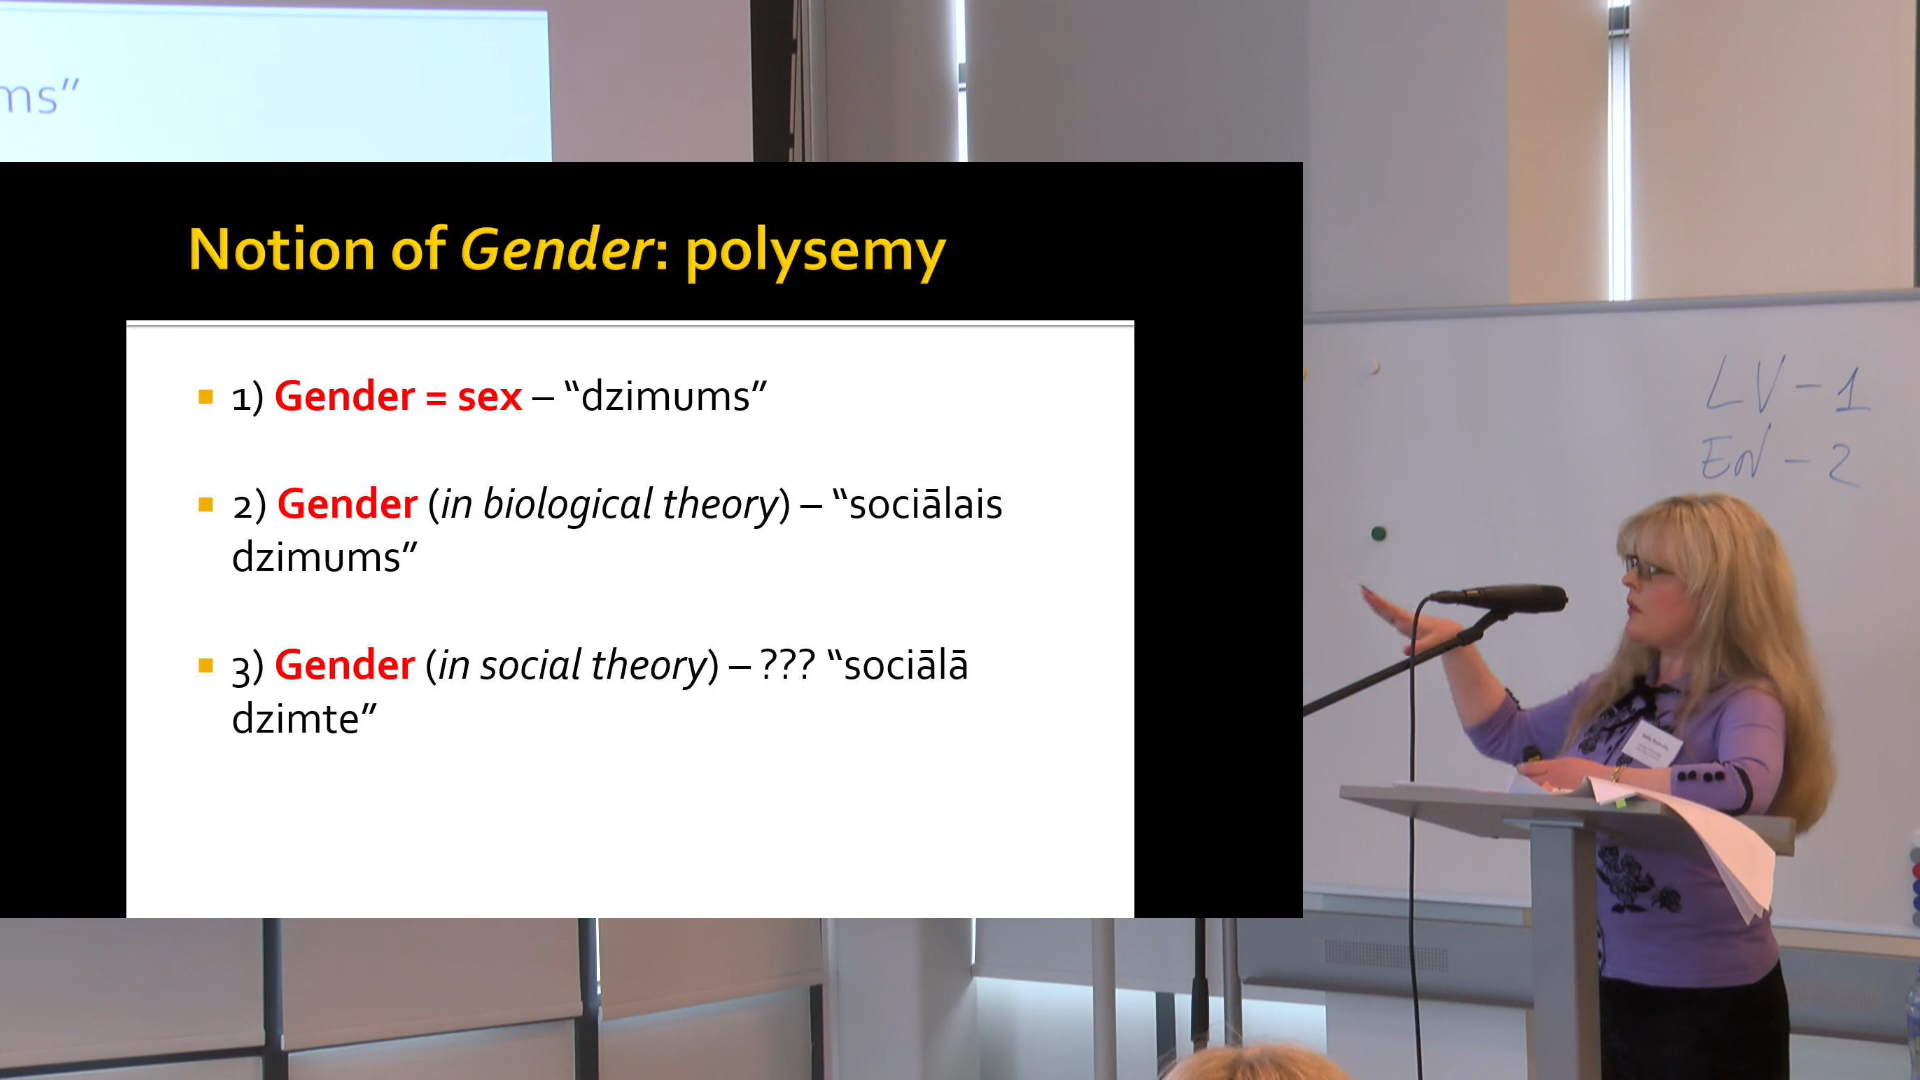 ms”
Notion of Gender: polysemy
1) Gender = sex – “dzimums”
2) Gender (in biological theory) – “sociālais
dzimums”
3) Gender (in social theory) – ??? “sociālā
dzimte”
LV – 1
EN – 2